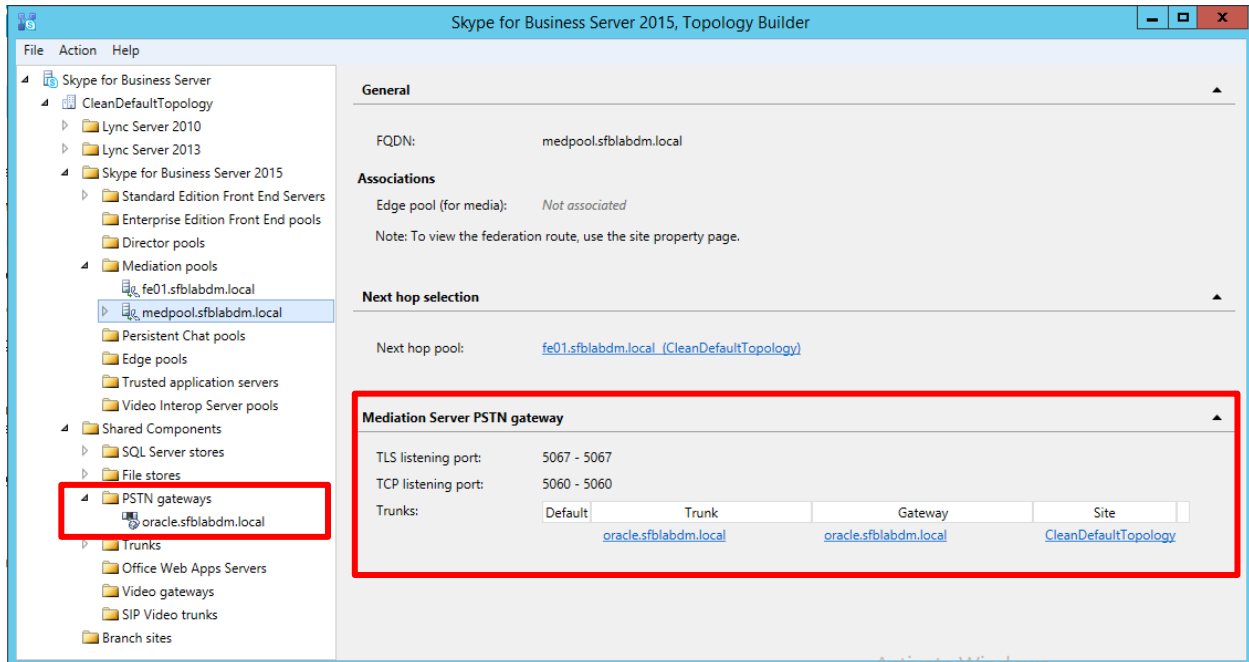 Skype for Business Server 2015, Topology Builder
File Action Help
Skype for Business Server
CleanDefaultTopology
Lync Server 2010
Lync Server 2013
Skype for Business Server 2015
Standard Edition Front End Servers
Enterprise Edition Front End pools
Director pools
Mediation pools
fe01.sfblabdm.local
medpool.sfblabdm.local
Persistent Chat pools
Edge pools
Trusted application servers
Video Interop Server pools
Shared Components
SQL Server stores
File stores
PSTN gateways
oracle.sfblabdm.local
Trunks
Office Web Apps Servers
Video gateways
SIP Video trunks
Branch sites
General
FQDN: medpool.sfblabdm.local
Associations
Edge pool (for media): Not associated
Note: To view the federation route, use the site property page.
Next hop selection
Next hop pool: fe01.sfblabdm.local (CleanDefaultTopology)
Mediation Server PSTN gateway
TLS listening port: 5067 - 5067
TCP listening port: 5060 - 5060
Trunks: Default Trunk Gateway Site
oracle.sfblabdm.local oracle.sfblabdm.local CleanDefaultTopology